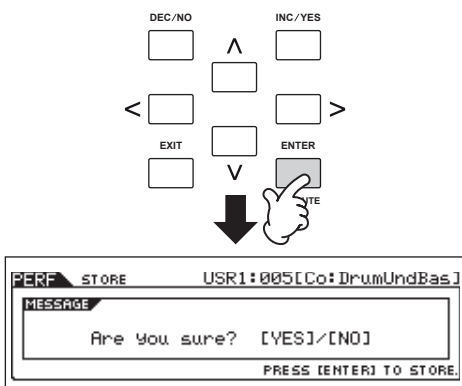 DEC/NO INC/YES
∧
< >
EXIT ENTER
∨
PERF STORE USR1:005[Co:DrumUndBas]
MESSAGE
Are you sure? [YES]/[NO]
PRESS [ENTER] TO STORE.